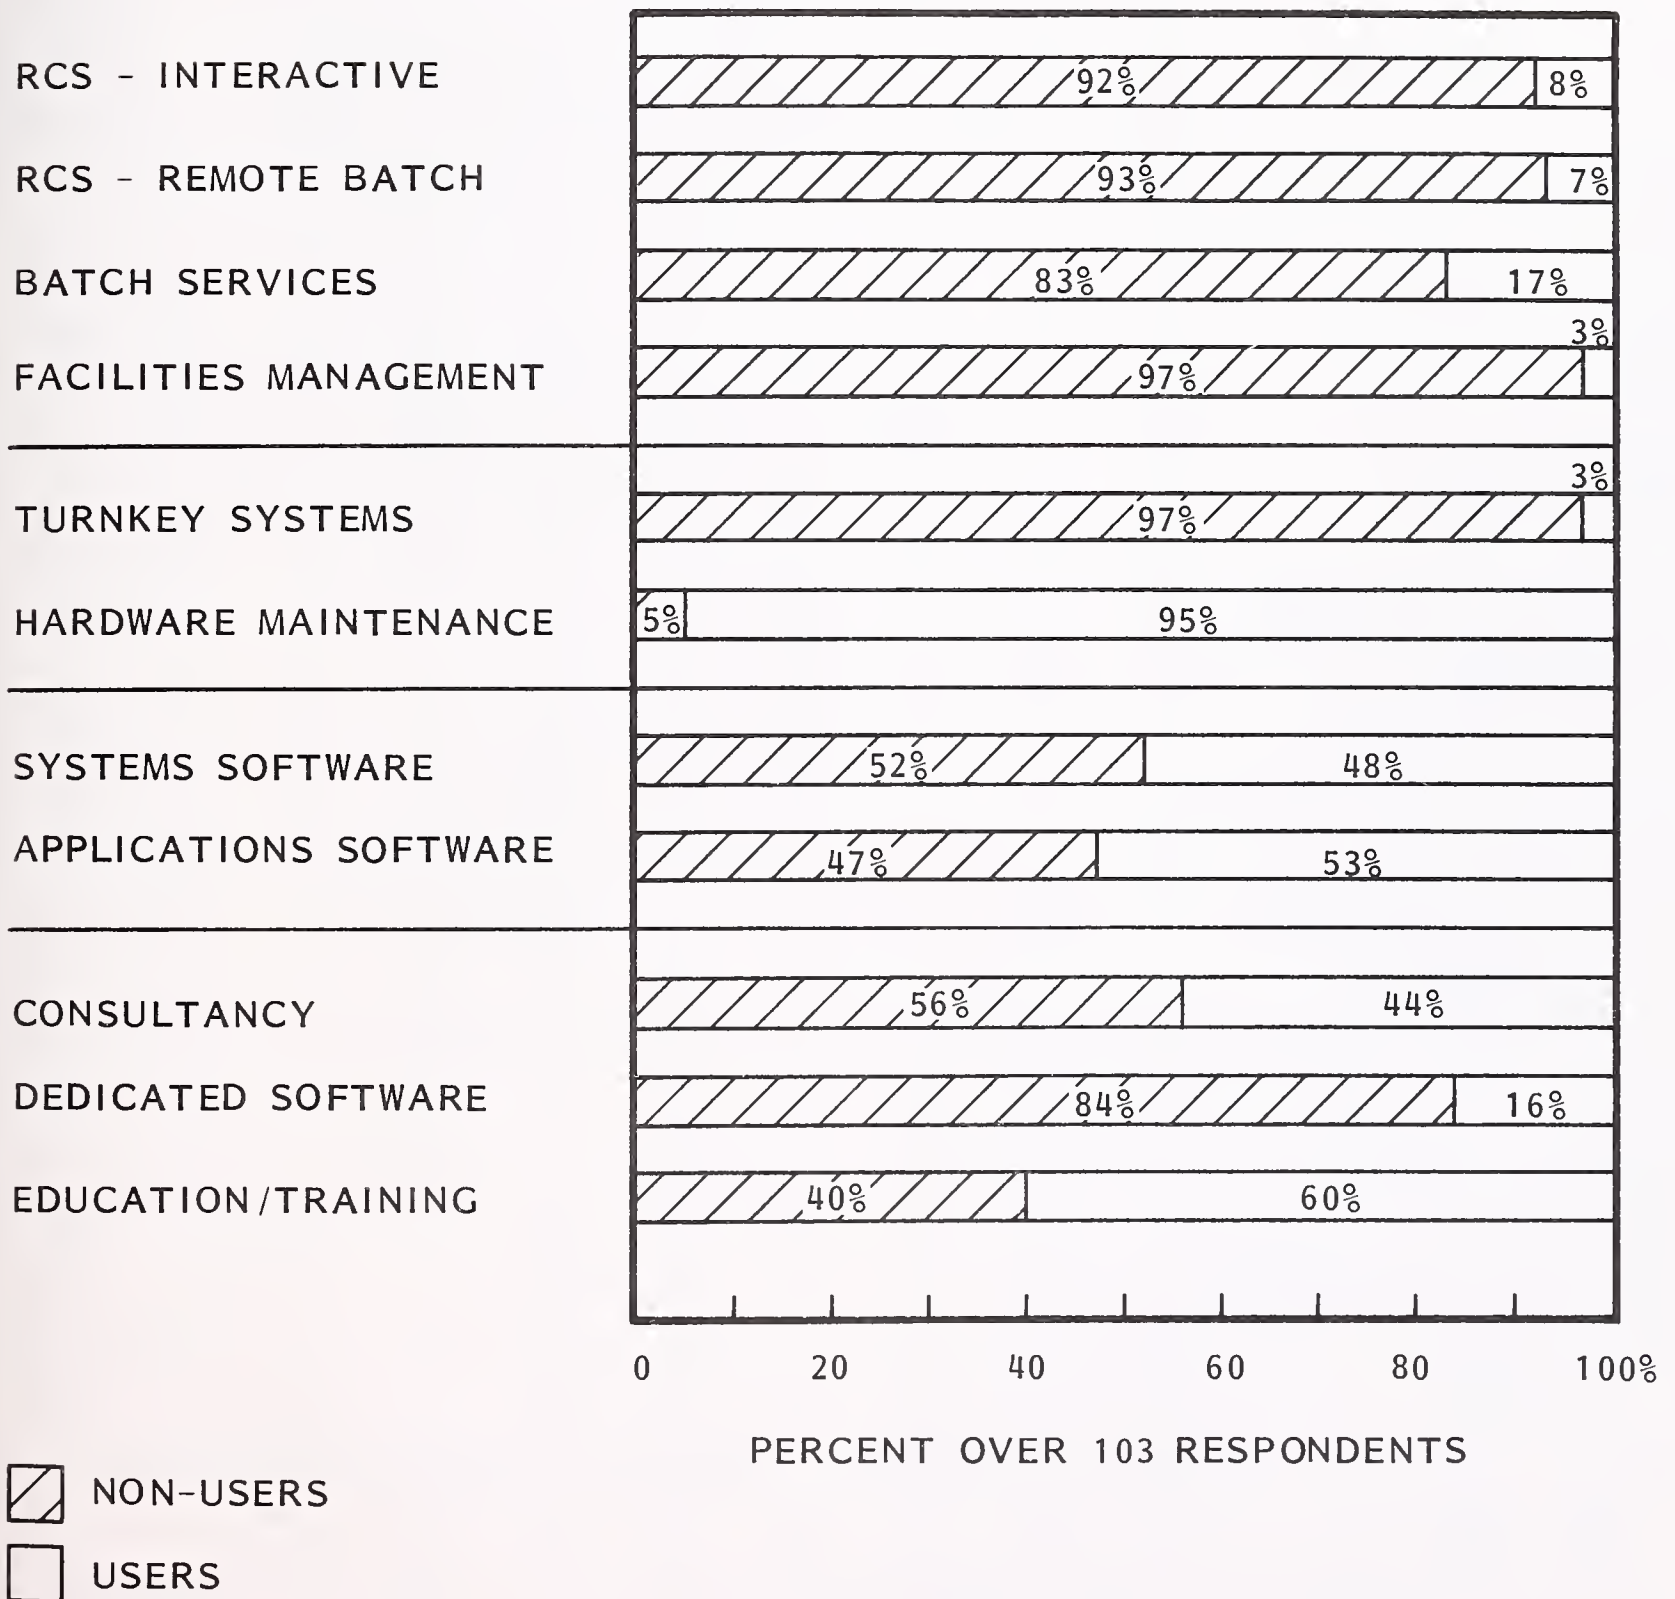 RCS - INTERACTIVE 92% 8%
RCS - REMOTE BATCH 93% 7%
BATCH SERVICES 83% 17%
3%
FACILITIES MANAGEMENT 97%
3%
TURNKEY SYSTEMS 97%
HARDWARE MAINTENANCE 5% 95%
SYSTEMS SOFTWARE 52% 48%
APPLICATIONS SOFTWARE 47% 53%
CONSULTANCY 56% 44%
DEDICATED SOFTWARE 84% 16%
EDUCATION/TRAINING 40% 60%
0 20 40 60 80 100%
PERCENT OVER 103 RESPONDENTS
NON-USERS
USERS